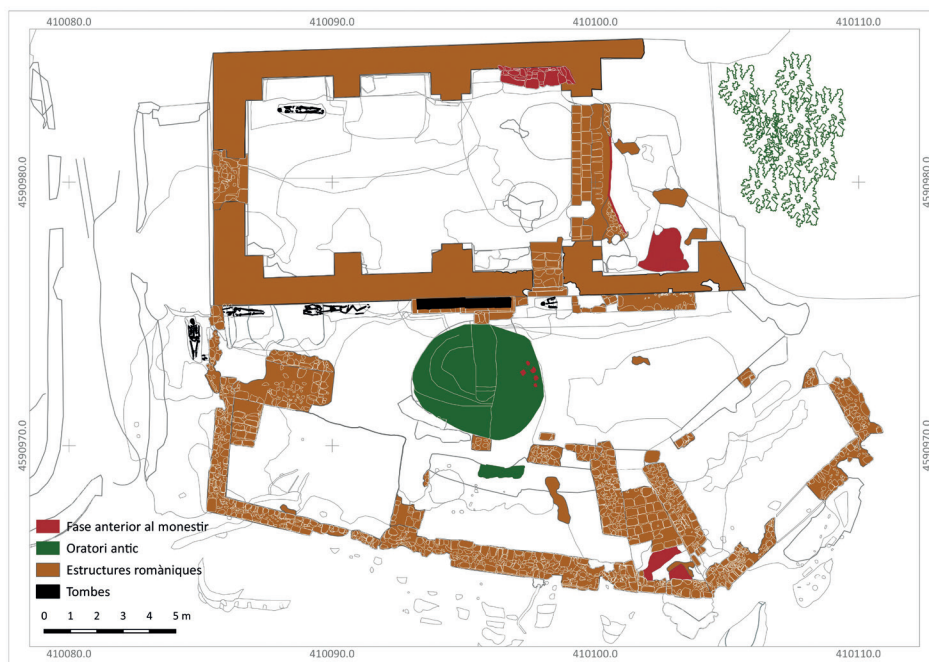 410080.0 410090.0 410100.0 410110.0
4590980.0 4590980.0
4590970.0 4590970.0
Fase anterior al monestir
Oratori antic
Estructures romàniques
Tombes
0 1 2 3 4 5 m
410080.0 410090.0 410100.0 410110.0